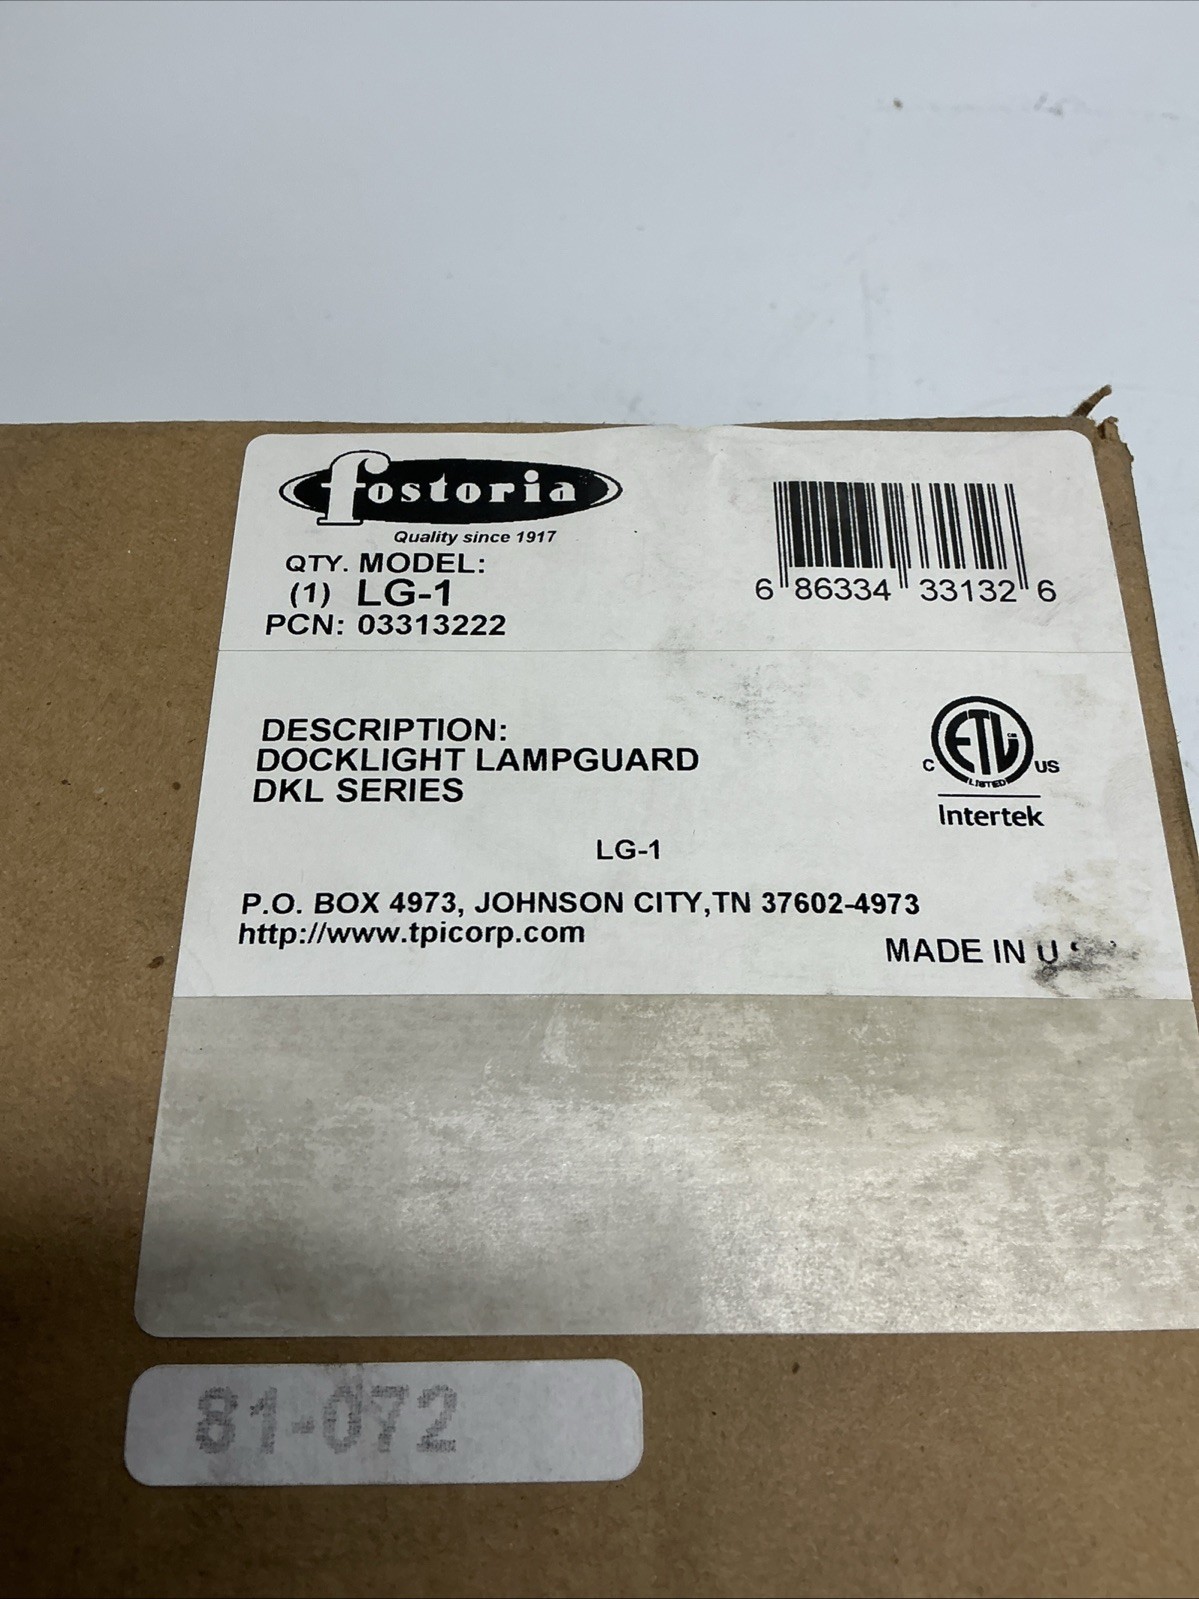 fostoria
Quality since 1917
QTY. MODEL:
(1) LG-1
PCN: 03313222
6 86334 33132 6
DESCRIPTION:
DOCKLIGHT LAMPGUARD
DKL SERIES
ETL
CM
LISTED
C US
Intertek
LG-1
P.O. BOX 4973, JOHNSON CITY, TN 37602-4973
http://www.tpicorp.com
MADE IN U
81-072